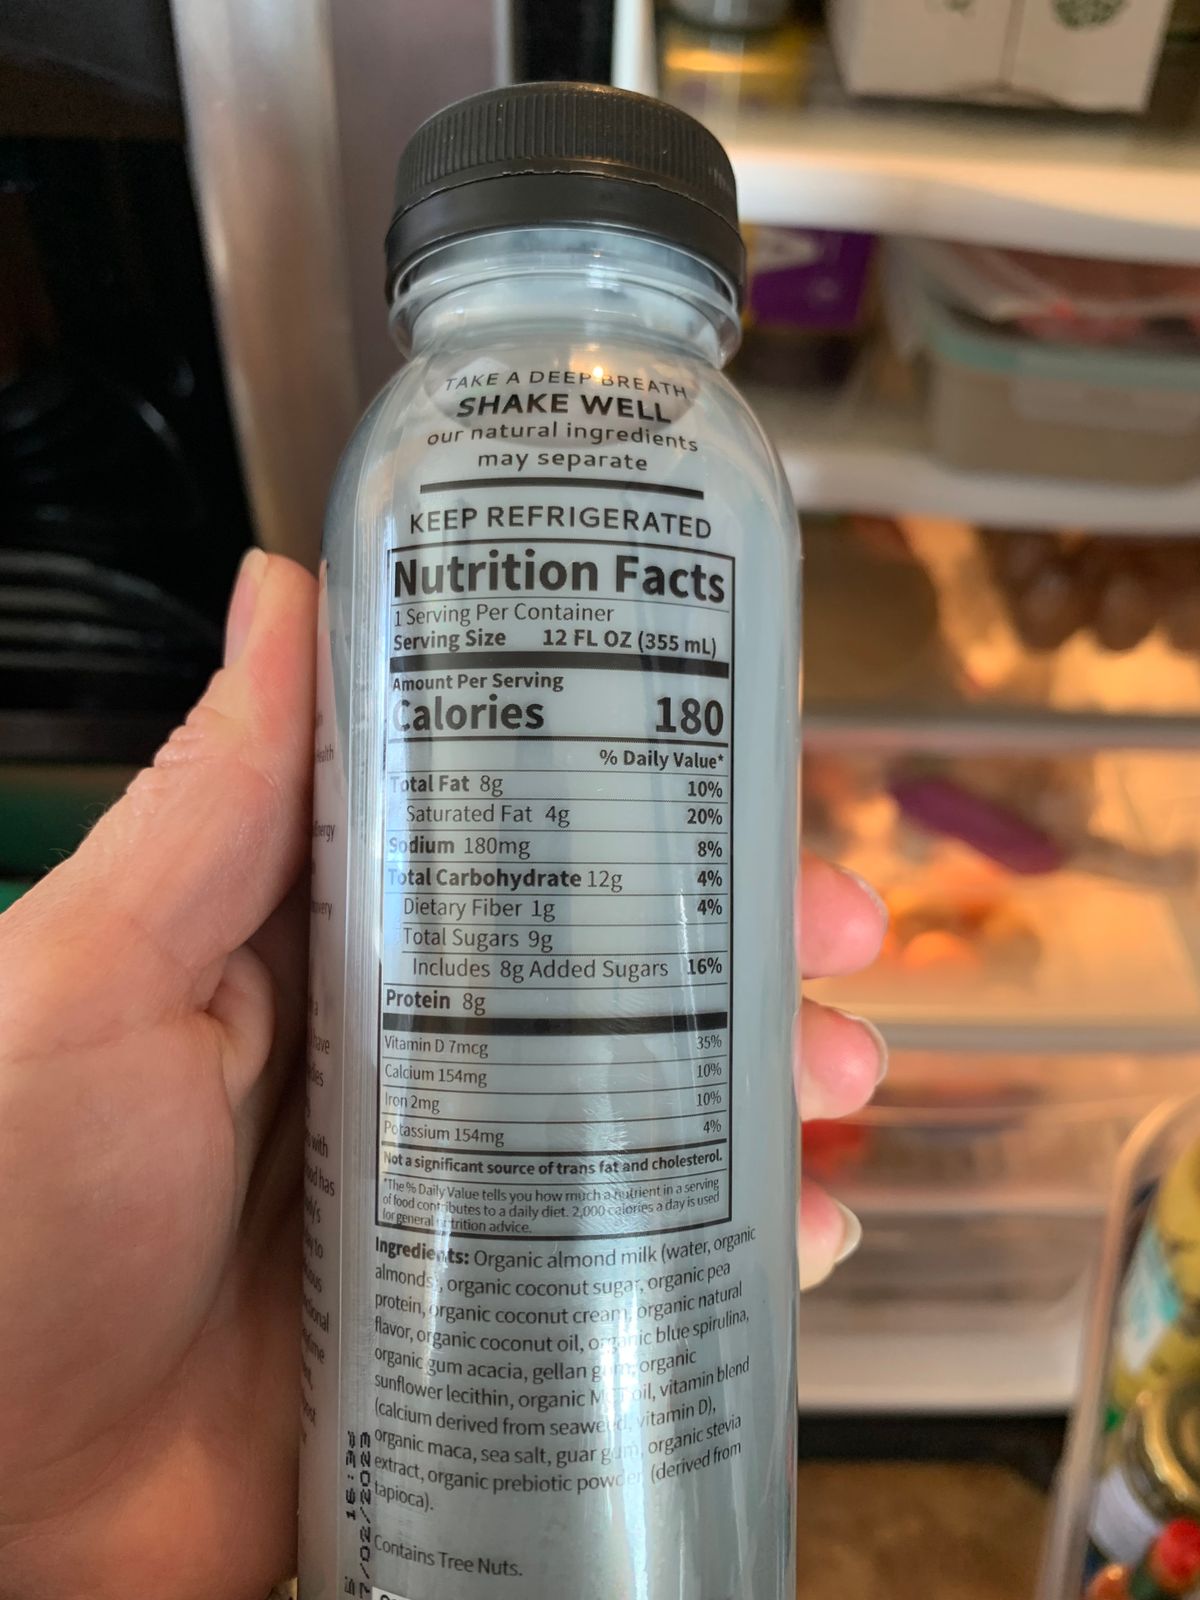 TAKE A DEEP BREATH
SHAKE WELL
our natural ingredients
may separate
KEEP REFRIGERATED
Nutrition Facts
1 Serving Per Container
Serving Size 12 FL OZ (355 mL)
Amount Per Serving
Calories 180
% Daily Value*
Total Fat 8g 10%
Saturated Fat 4g 20%
Sodium 180mg 8%
Total Carbohydrate 12g 4%
Dietary Fiber 1g 4%
Total Sugars 9g
Includes 8g Added Sugars 16%
Protein 8g
Vitamin D 7mcg 35%
Calcium 154mg 10%
Iron 2mg 10%
Potassium 154mg 4%
Not a significant source of trans fat and cholesterol.
*The % Daily Value tells you how much a nutrient in a serving
of food contributes to a daily diet. 2,000 calories a day is used
for general nutrition advice.
Ingredients: Organic almond milk (water, organic
almonds), organic coconut sugar, organic pea
protein, organic coconut cream, organic natural
flavor, organic coconut oil, organic blue spirulina,
organic gum acacia, gellan gum, organic
sunflower lecithin, organic MCT oil, vitamin blend
(calcium derived from seaweed, vitamin D),
organic maca, sea salt, guar gum, organic stevia
extract, organic prebiotic powder (derived from
tapioca).
Contains Tree Nuts.